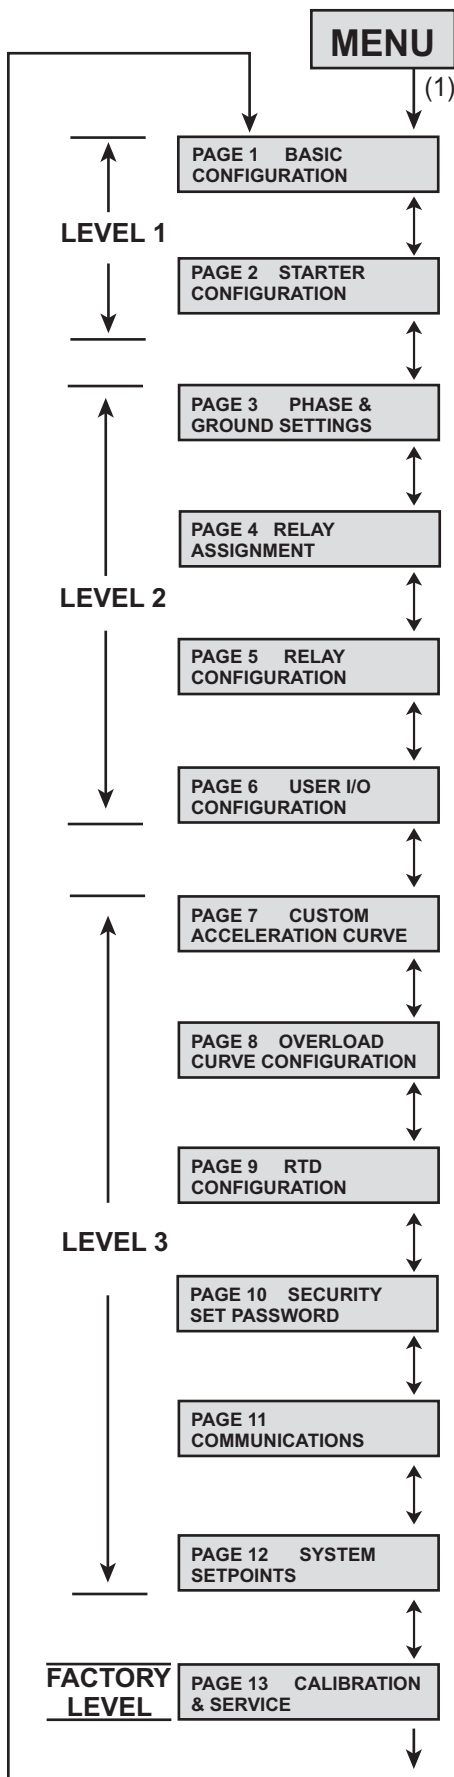 MENU
(1)
PAGE 1 BASIC
CONFIGURATION
LEVEL 1
PAGE 2 STARTER
CONFIGURATION
PAGE 3 PHASE &
GROUND SETTINGS
PAGE 4 RELAY
ASSIGNMENT
LEVEL 2
PAGE 5 RELAY
CONFIGURATION
PAGE 6 USER I/O
CONFIGURATION
PAGE 7 CUSTOM
ACCELERATION CURVE
PAGE 8 OVERLOAD
CURVE CONFIGURATION
PAGE 9 RTD
CONFIGURATION
LEVEL 3
PAGE 10 SECURITY
SET PASSWORD
PAGE 11
COMMUNICATIONS
PAGE 12 SYSTEM
SETPOINTS
FACTORY
LEVEL
PAGE 13 CALIBRATION
& SERVICE